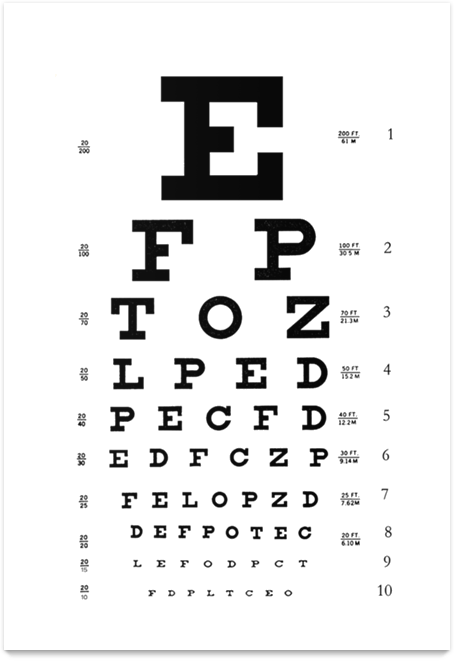 20
200
E
200 FT.
61 M
1
20
100
F P
100 FT.
30.5 M
2
20
70
T O Z
70 FT.
21.3M
3
20
50
L P E D
50 FT.
15.2 M
4
20
40
P E C F D
40 FT.
12.2 M
5
20
30
E D F C Z P
30 FT.
9.14 M
6
20
25
F E L O P Z D
25 FT.
7.62M
7
20
20
D E F P O T E C
20 FT.
6.10 M
8
20
15
L E F O D P C T
9
20
10
F D P L T C E O
10